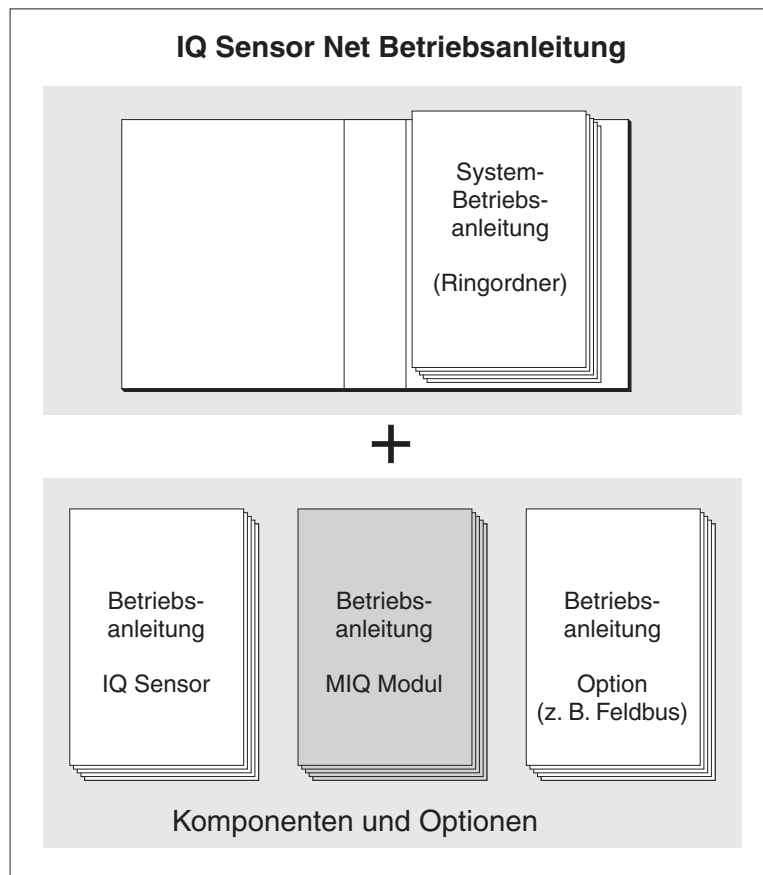 IQ Sensor Net Betriebsanleitung
System-
Betriebs-
anleitung
(Ringordner)
+
Betriebs-
anleitung
IQ Sensor
Betriebs-
anleitung
MIQ Modul
Betriebs-
anleitung
Option
(z. B. Feldbus)
Komponenten und Optionen